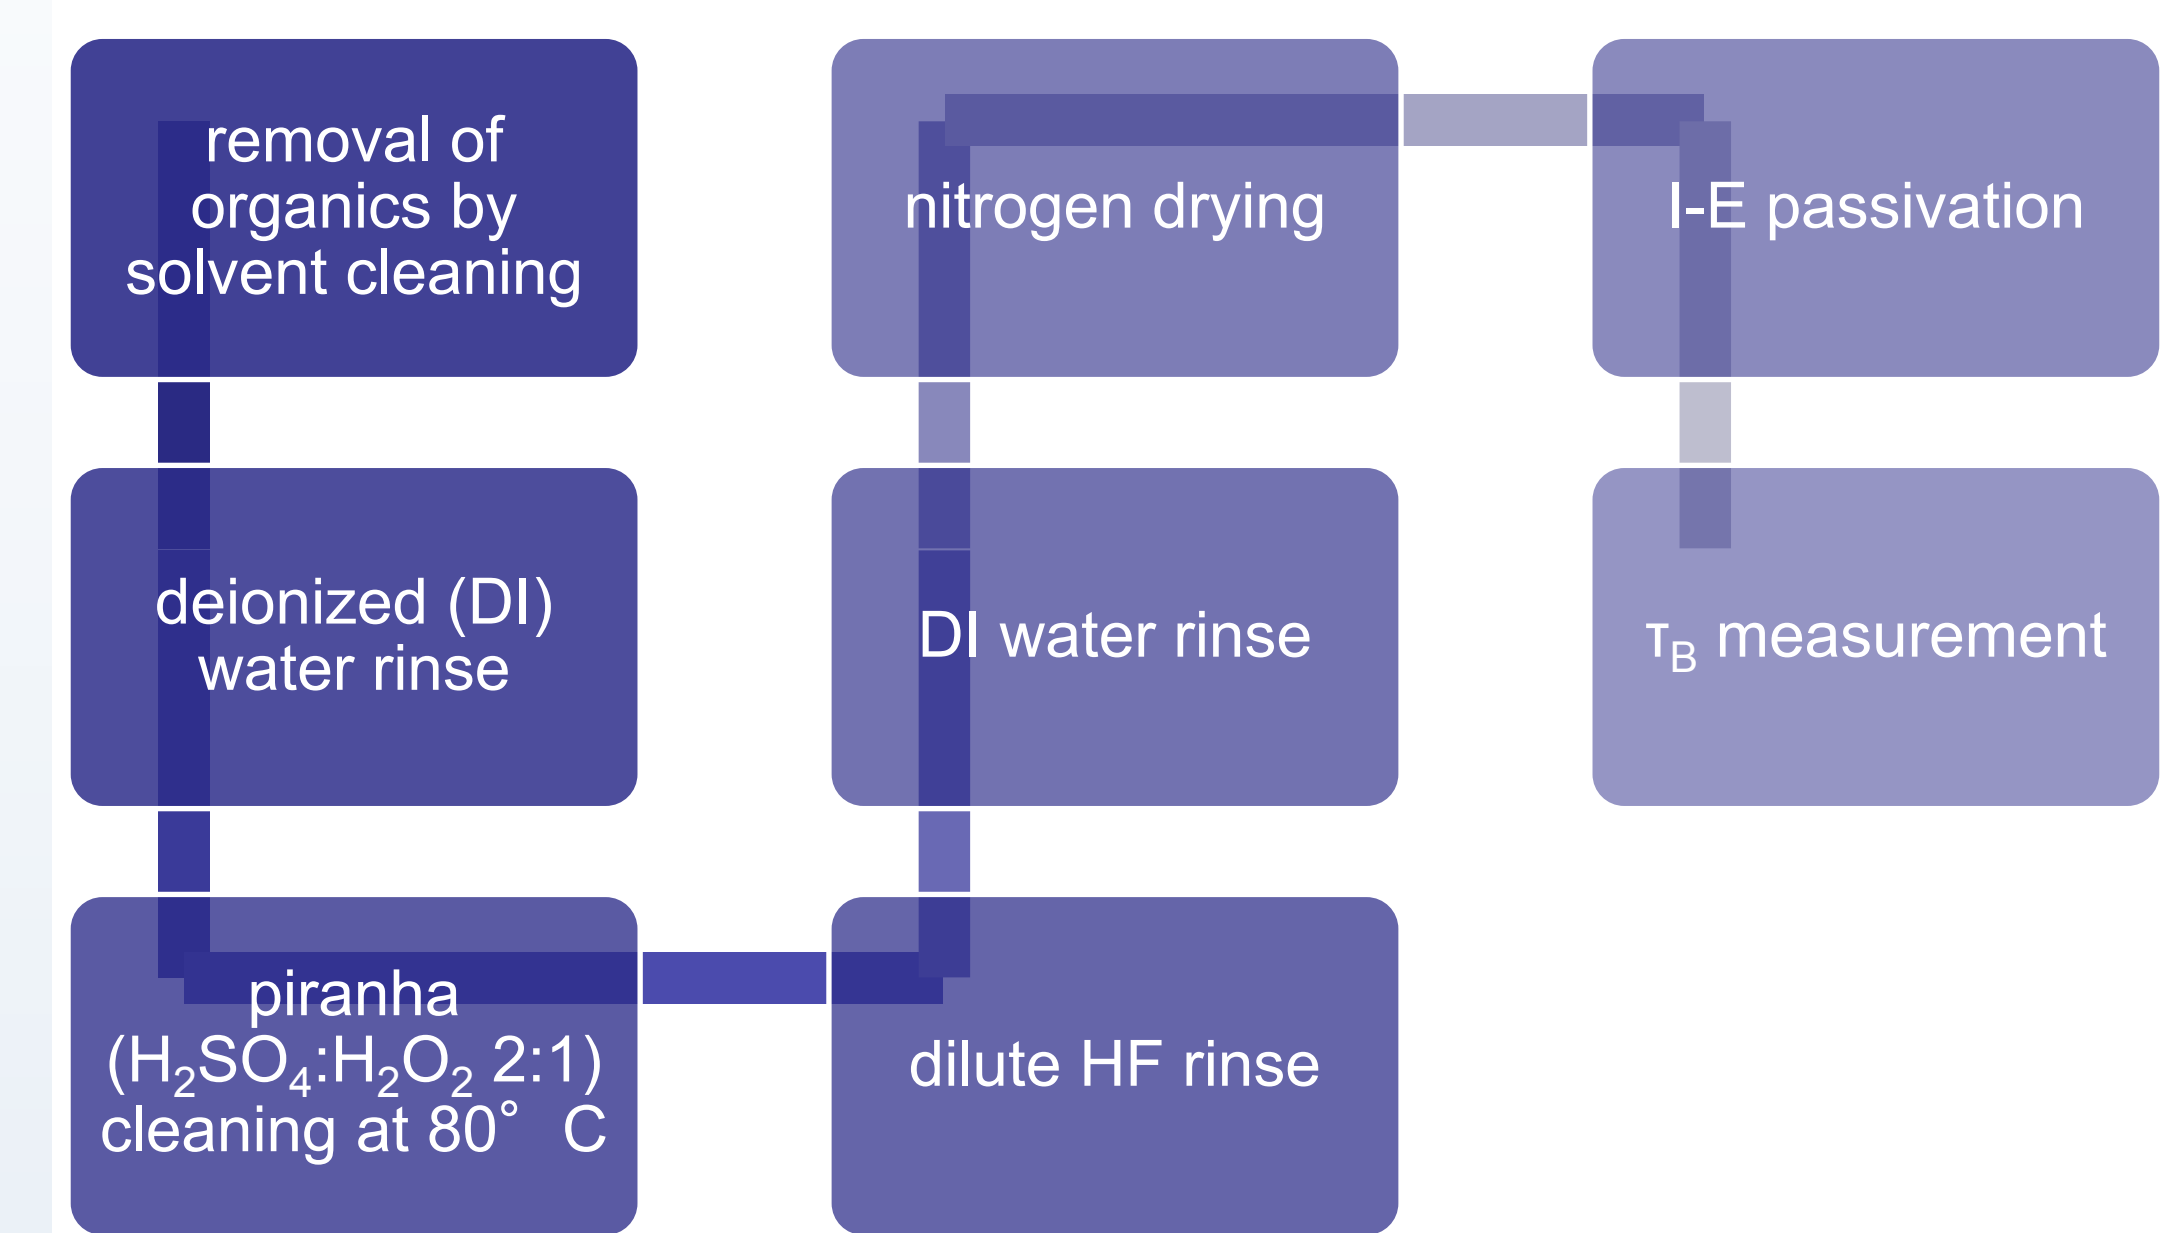 removal of
organics by
solvent cleaning
deionized (DI)
water rinse
piranha
(H₂SO₄:H₂O₂ 2:1)
cleaning at 80° C
dilute HF rinse
DI water rinse
nitrogen drying
I-E passivation
τ_B measurement